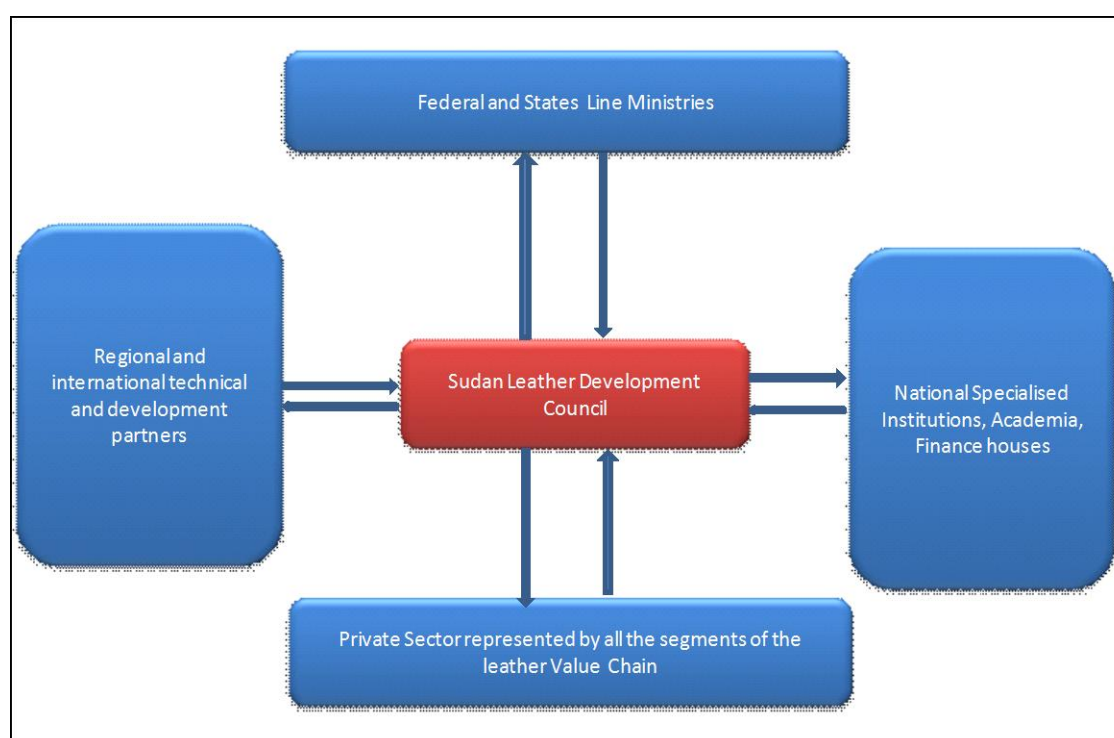 Federal and States Line Ministries
Regional and
international technical
and development
partners
Sudan Leather Development
Council
National Specialised
Institutions, Academia,
Finance houses
Private Sector represented by all the segments of the
leather Value Chain